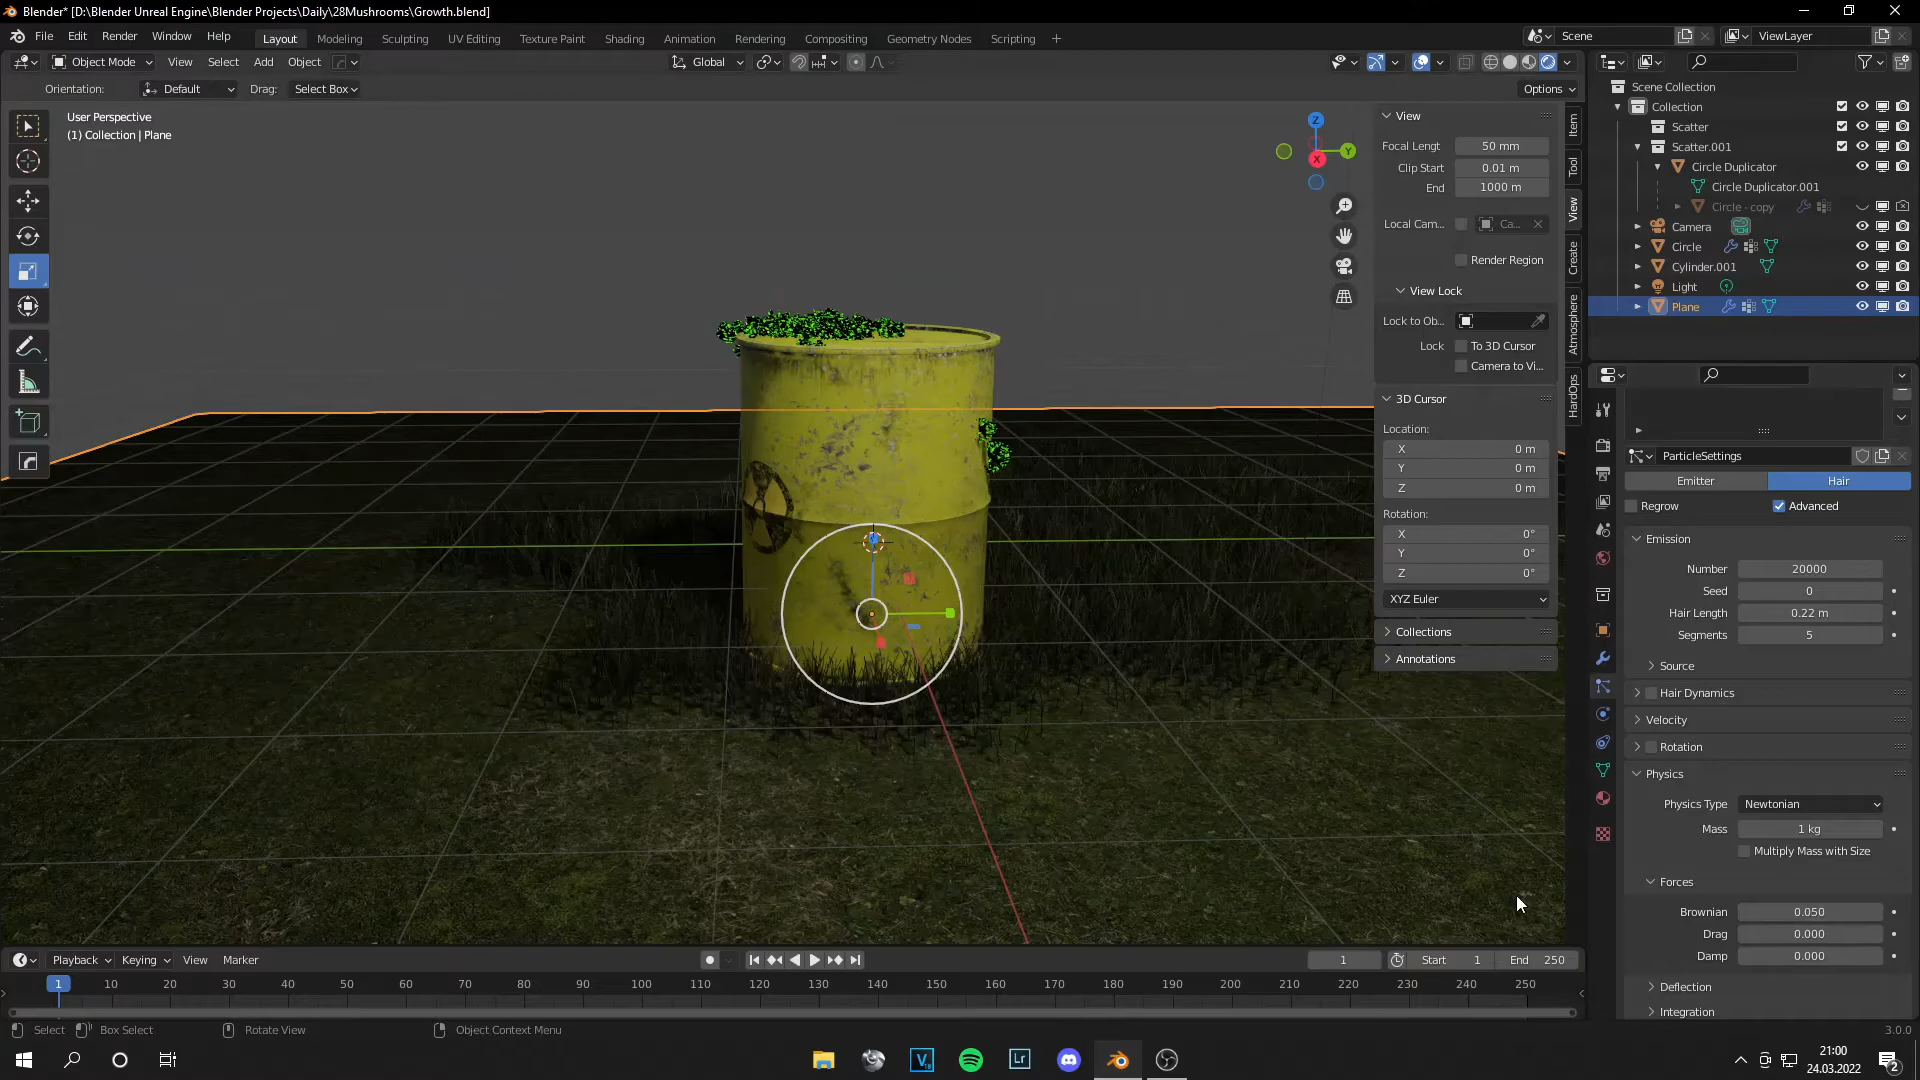 Blender* [D:\Blender Unreal Engine\Blender Projects\Daily\28Mushrooms\Growth.blend]
File Edit Render Window Help Layout Modeling Sculpting UV Editing Texture Paint Shading Animation Rendering Compositing Geometry Nodes Scripting + Scene ViewLayer
Object Mode View Select Add Object Global
Orientation: Default Drag: Select Box Options
User Perspective
(1) Collection | Plane
Z
Y
X
View
Focal Lengt 50 mm
Clip Start 0.01 m
End 1000 m
Local Cam... Ca...
Render Region
View Lock
Lock to Ob...
Lock To 3D Cursor
Camera to Vi...
3D Cursor
Location:
X 0 m
Y 0 m
Z 0 m
Rotation:
X 0°
Y 0°
Z 0°
XYZ Euler
Collections
Annotations
Item
Tool
View
Create
Atmosphere
HardOps
Scene Collection
Collection
Scatter
Scatter.001
Circle Duplicator
Circle Duplicator.001
Circle - copy
Camera
Circle
Cylinder.001
Light
Plane
ParticleSettings
Emitter Hair
Regrow Advanced
Emission
Number 20000
Seed 0
Hair Length 0.22 m
Segments 5
Source
Hair Dynamics
Velocity
Rotation
Physics
Physics Type Newtonian
Mass 1 kg
Multiply Mass with Size
Forces
Brownian 0.050
Drag 0.000
Damp 0.000
Deflection
Integration
Playback Keying View Marker 1 Start 1 End 250
1 10 20 30 40 50 60 70 80 90 100 110 120 130 140 150 160 170 180 190 200 210 220 230 240 250
Select Box Select Rotate View Object Context Menu 3.0.0
V
18
Lr
21:00
24.03.2022
2